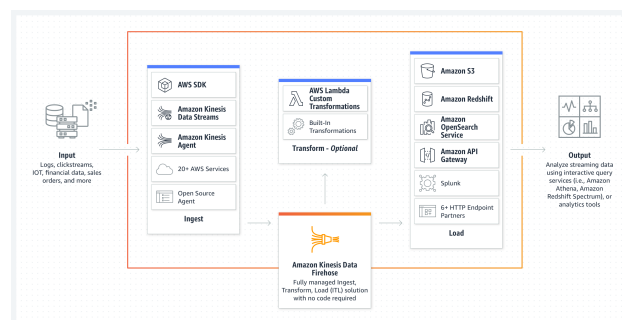 Input
Logs, clickstreams,
IOT, financial data, sales
orders, and more
AWS SDK
Amazon Kinesis
Data Streams
Amazon Kinesis
Agent
20+ AWS Services
Open Source
Agent
Ingest
AWS Lambda
Custom
Transformations
Built-In
Transformations
Transform - Optional
Amazon Kinesis Data
Firehose
Fully managed Ingest,
Transform, Load (ITL) solution
with no code required
Amazon S3
Amazon Redshift
Amazon
OpenSearch
Service
Amazon API
Gateway
Splunk
6+ HTTP Endpoint
Partners
Load
Output
Analyze streaming data
using interactive query
services (i.e., Amazon
Athena, Amazon
Redshift Spectrum), or
analytics tools